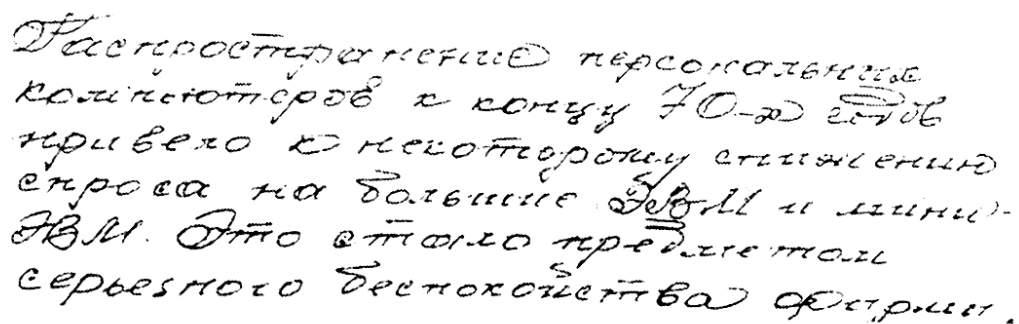 Распространение персональных
компьютеров к концу 70-х годов
привело к некоторому снижению
спроса на большие ЭВМ и мини-
ЭВМ. Это стало предметом
серьезного беспокойства фирмы.